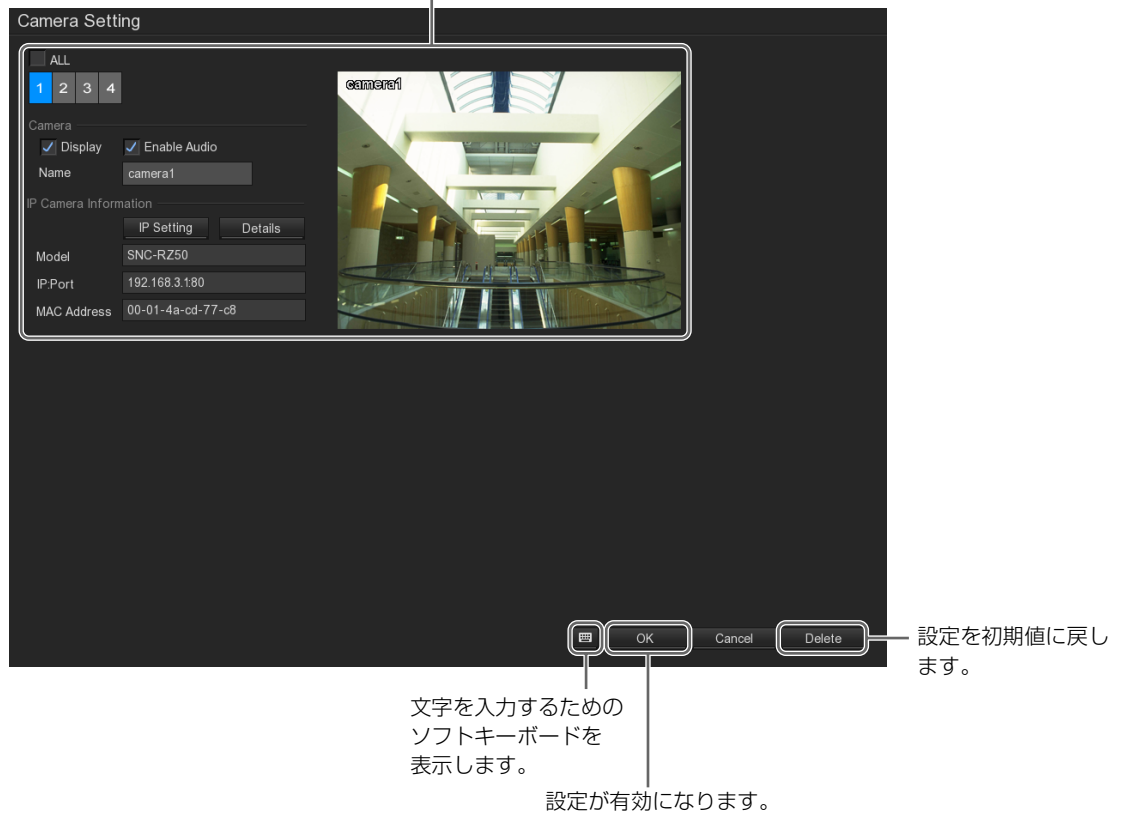 Camera Setting
ALL
1 2 3 4
camera1
Camera
Display Enable Audio
Name camera1
IP Camera Information
IP Setting Details
Model SNC-RZ50
IP:Port 192.168.3.1:80
MAC Address 00-01-4a-cd-77-c8
OK Cancel Delete
設定を初期値に戻し
ます。
文字を入力するための
ソフトキーボードを
表示します。
設定が有効になります。